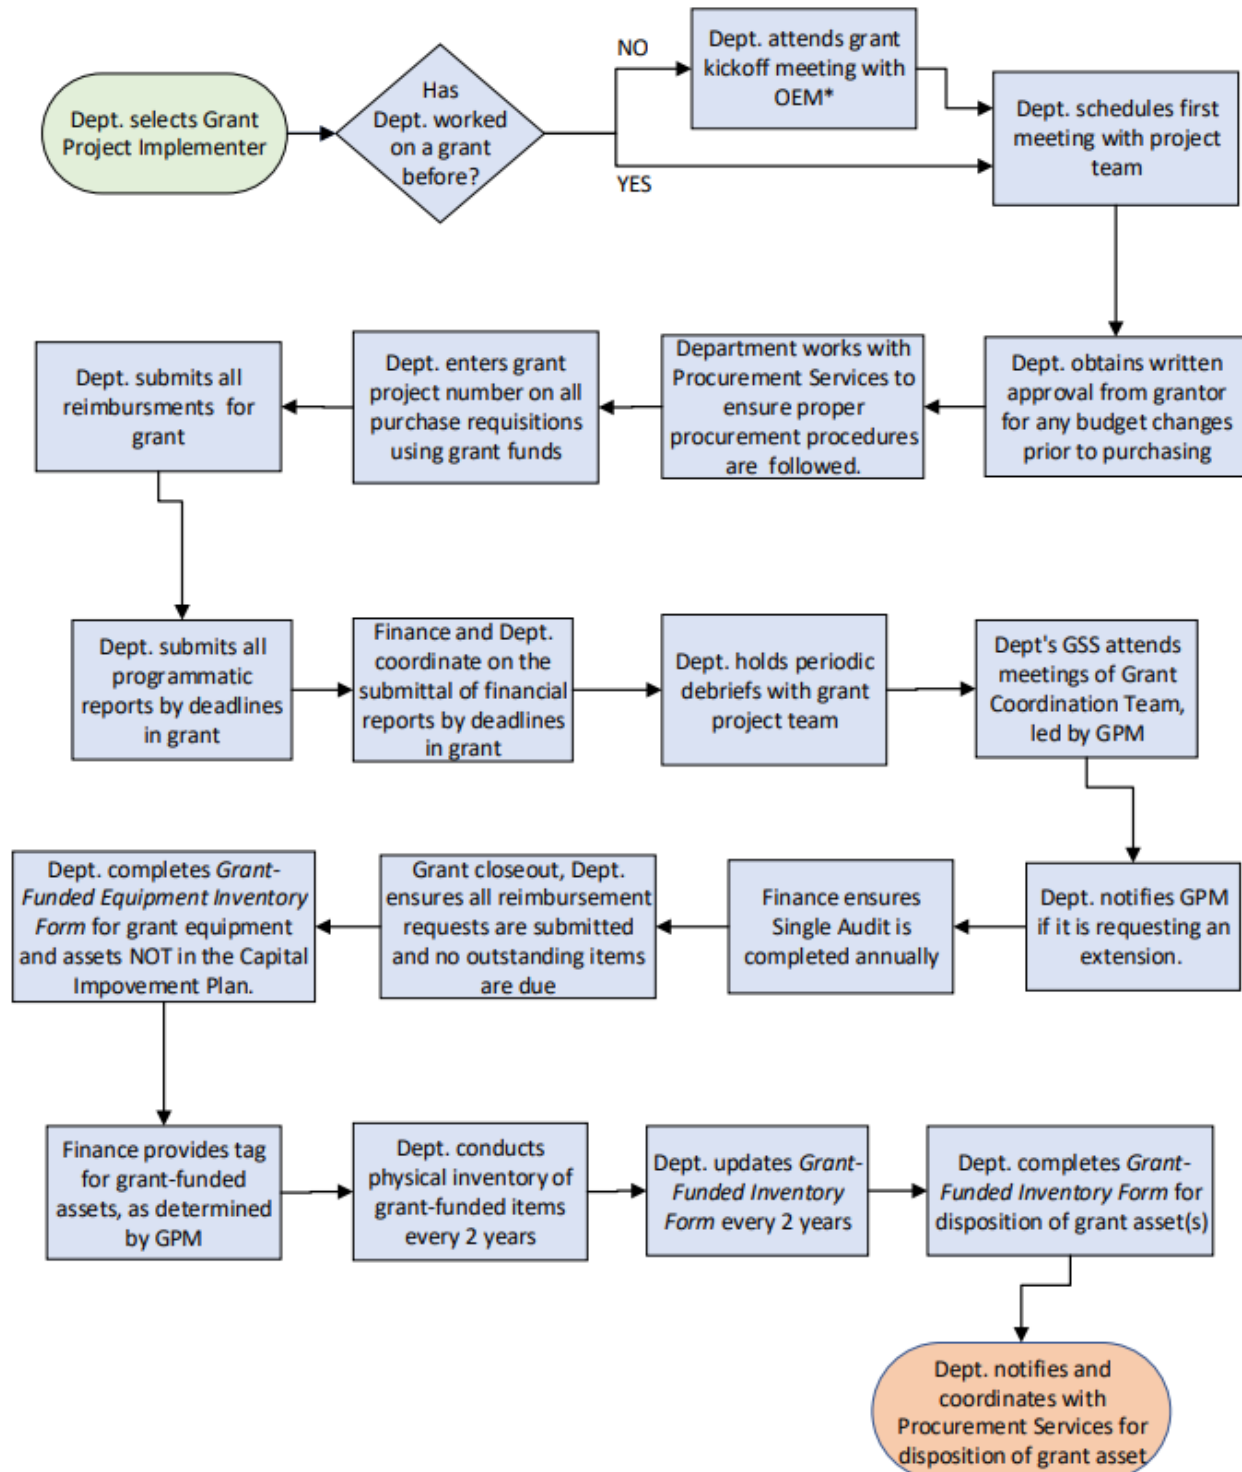 Dept. selects Grant
Project Implementer
Has
Dept. worked
on a grant
before?
NO
YES
Dept. attends grant
kickoff meeting with
OEM*
Dept. schedules first
meeting with project
team
Dept. obtains written
approval from grantor
for any budget changes
prior to purchasing
Department works with
Procurement Services to
ensure proper
procurement procedures
are followed.
Dept. enters grant
project number on all
purchase requisitions
using grant funds
Dept. submits all
reimbursments for
grant
Dept. submits all
programmatic
reports by deadlines
in grant
Finance and Dept.
coordinate on the
submittal of financial
reports by deadlines
in grant
Dept. holds periodic
debriefs with grant
project team
Dept's GSS attends
meetings of Grant
Coordination Team,
led by GPM
Dept. notifies GPM
if it is requesting an
extension.
Finance ensures
Single Audit is
completed annually
Grant closeout, Dept.
ensures all reimbursement
requests are submitted
and no outstanding items
are due
Dept. completes Grant-
Funded Equipment Inventory
Form for grant equipment
and assets NOT in the Capital
Impovement Plan.
Finance provides tag
for grant-funded
assets, as determined
by GPM
Dept. conducts
physical inventory of
grant-funded items
every 2 years
Dept. updates Grant-
Funded Inventory
Form every 2 years
Dept. completes Grant-
Funded Inventory Form for
disposition of grant asset(s)
Dept. notifies and
coordinates with
Procurement Services for
disposition of grant asset